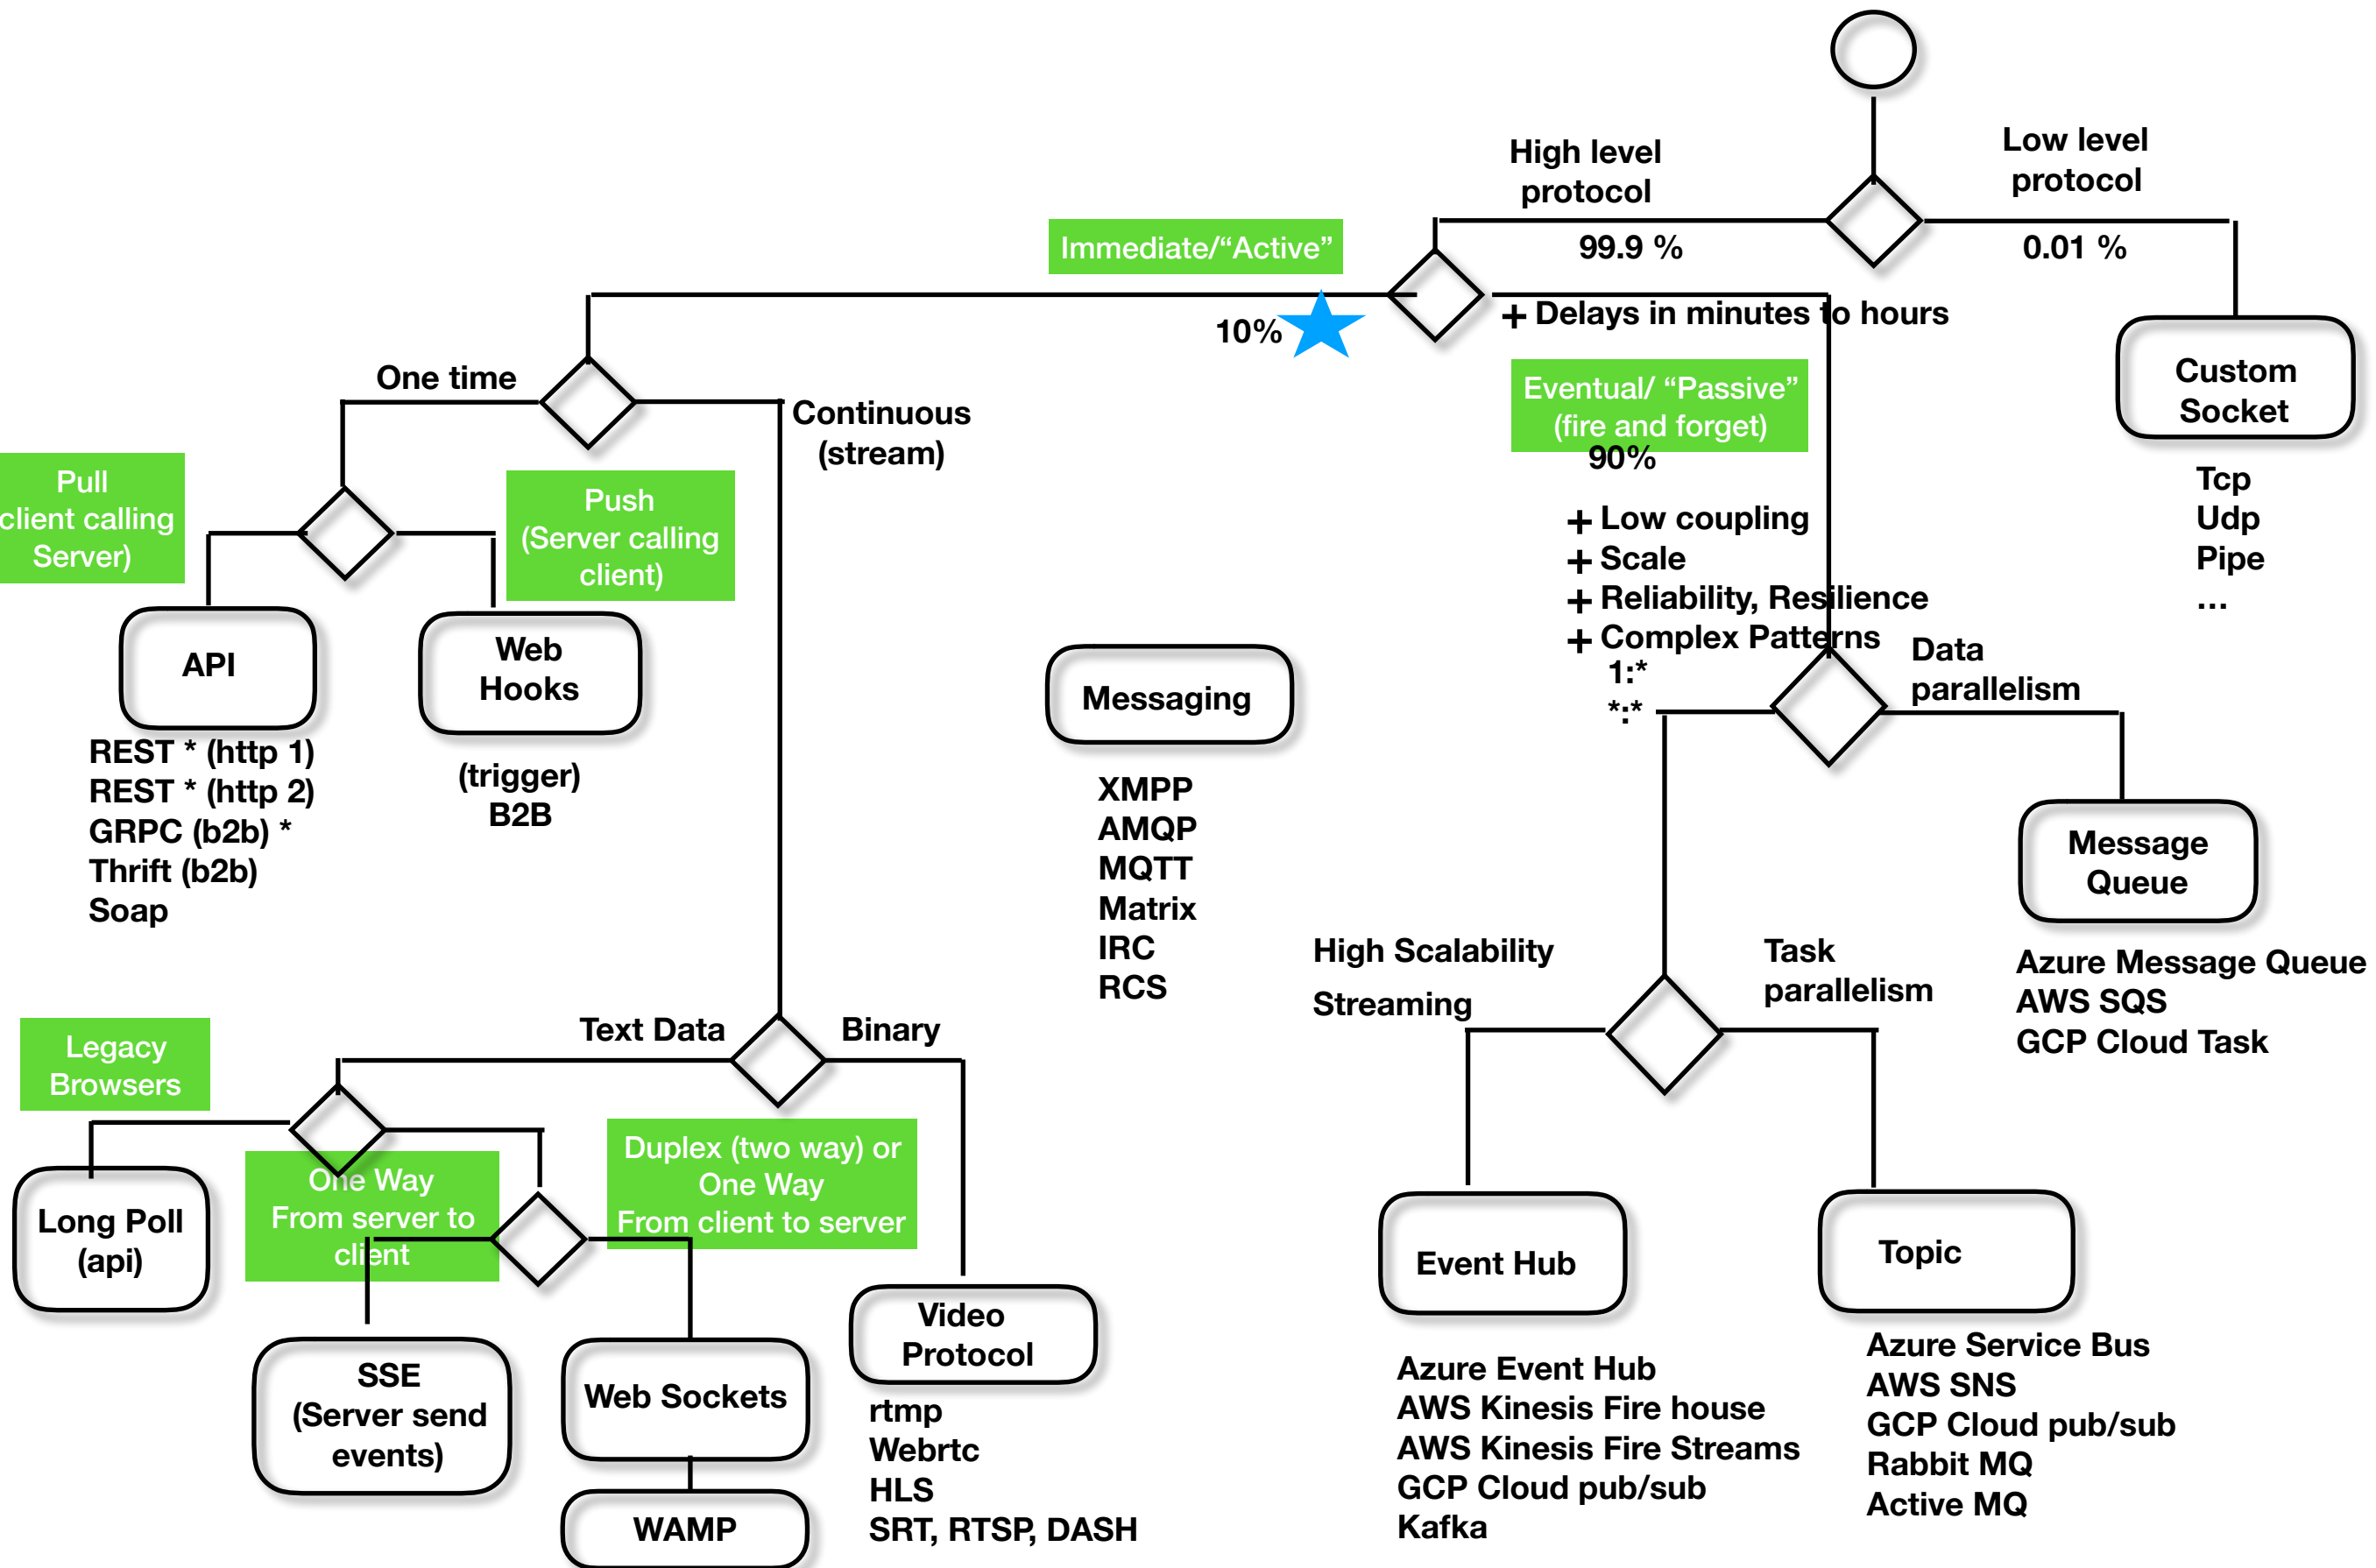 High level
protocol
Low level
protocol
99.9 %
0.01 %
Immediate/“Active”
10%
+ Delays in minutes to hours
Eventual/ “Passive”
(fire and forget)
90%
+ Low coupling
+ Scale
+ Reliability, Resilience
+ Complex Patterns
1:*
*:*
Custom
Socket
Tcp
Udp
Pipe
...
One time
Continuous
(stream)
Pull
client calling
Server)
Push
(Server calling
client)
API
REST * (http 1)
REST * (http 2)
GRPC (b2b) *
Thrift (b2b)
Soap
Web
Hooks
(trigger)
B2B
Messaging
XMPP
AMQP
MQTT
Matrix
IRC
RCS
Data
parallelism
Message
Queue
Azure Message Queue
AWS SQS
GCP Cloud Task
High Scalability
Streaming
Task
parallelism
Text Data
Binary
Legacy
Browsers
One Way
From server to
client
Duplex (two way) or
One Way
From client to server
Long Poll
(api)
SSE
(Server send
events)
Web Sockets
WAMP
Video
Protocol
rtmp
Webrtc
HLS
SRT, RTSP, DASH
Event Hub
Azure Event Hub
AWS Kinesis Fire house
AWS Kinesis Fire Streams
GCP Cloud pub/sub
Kafka
Topic
Azure Service Bus
AWS SNS
GCP Cloud pub/sub
Rabbit MQ
Active MQ